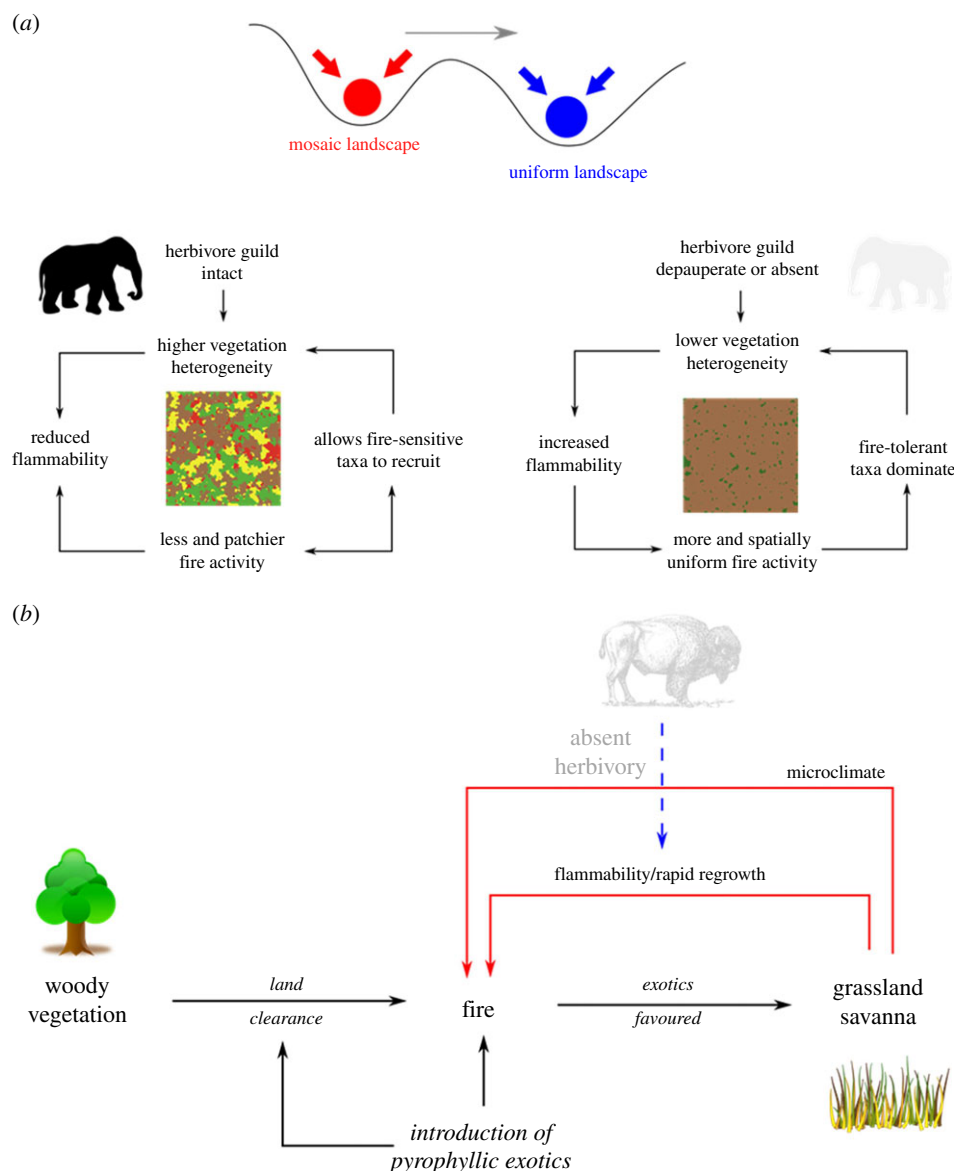 (a)
mosaic landscape
uniform landscape
herbivore guild
intact
higher vegetation
heterogeneity
reduced
flammability
allows fire-sensitive
taxa to recruit
less and patchier
fire activity
herbivore guild
depauperate or absent
lower vegetation
heterogeneity
increased
flammability
fire-tolerant
taxa dominate
more and spatially
uniform fire activity
(b)
absent
herbivory
microclimate
flammability/rapid regrowth
woody
vegetation
land
clearance
fire
exotics
favoured
grassland
savanna
introduction of
pyrophyllic exotics